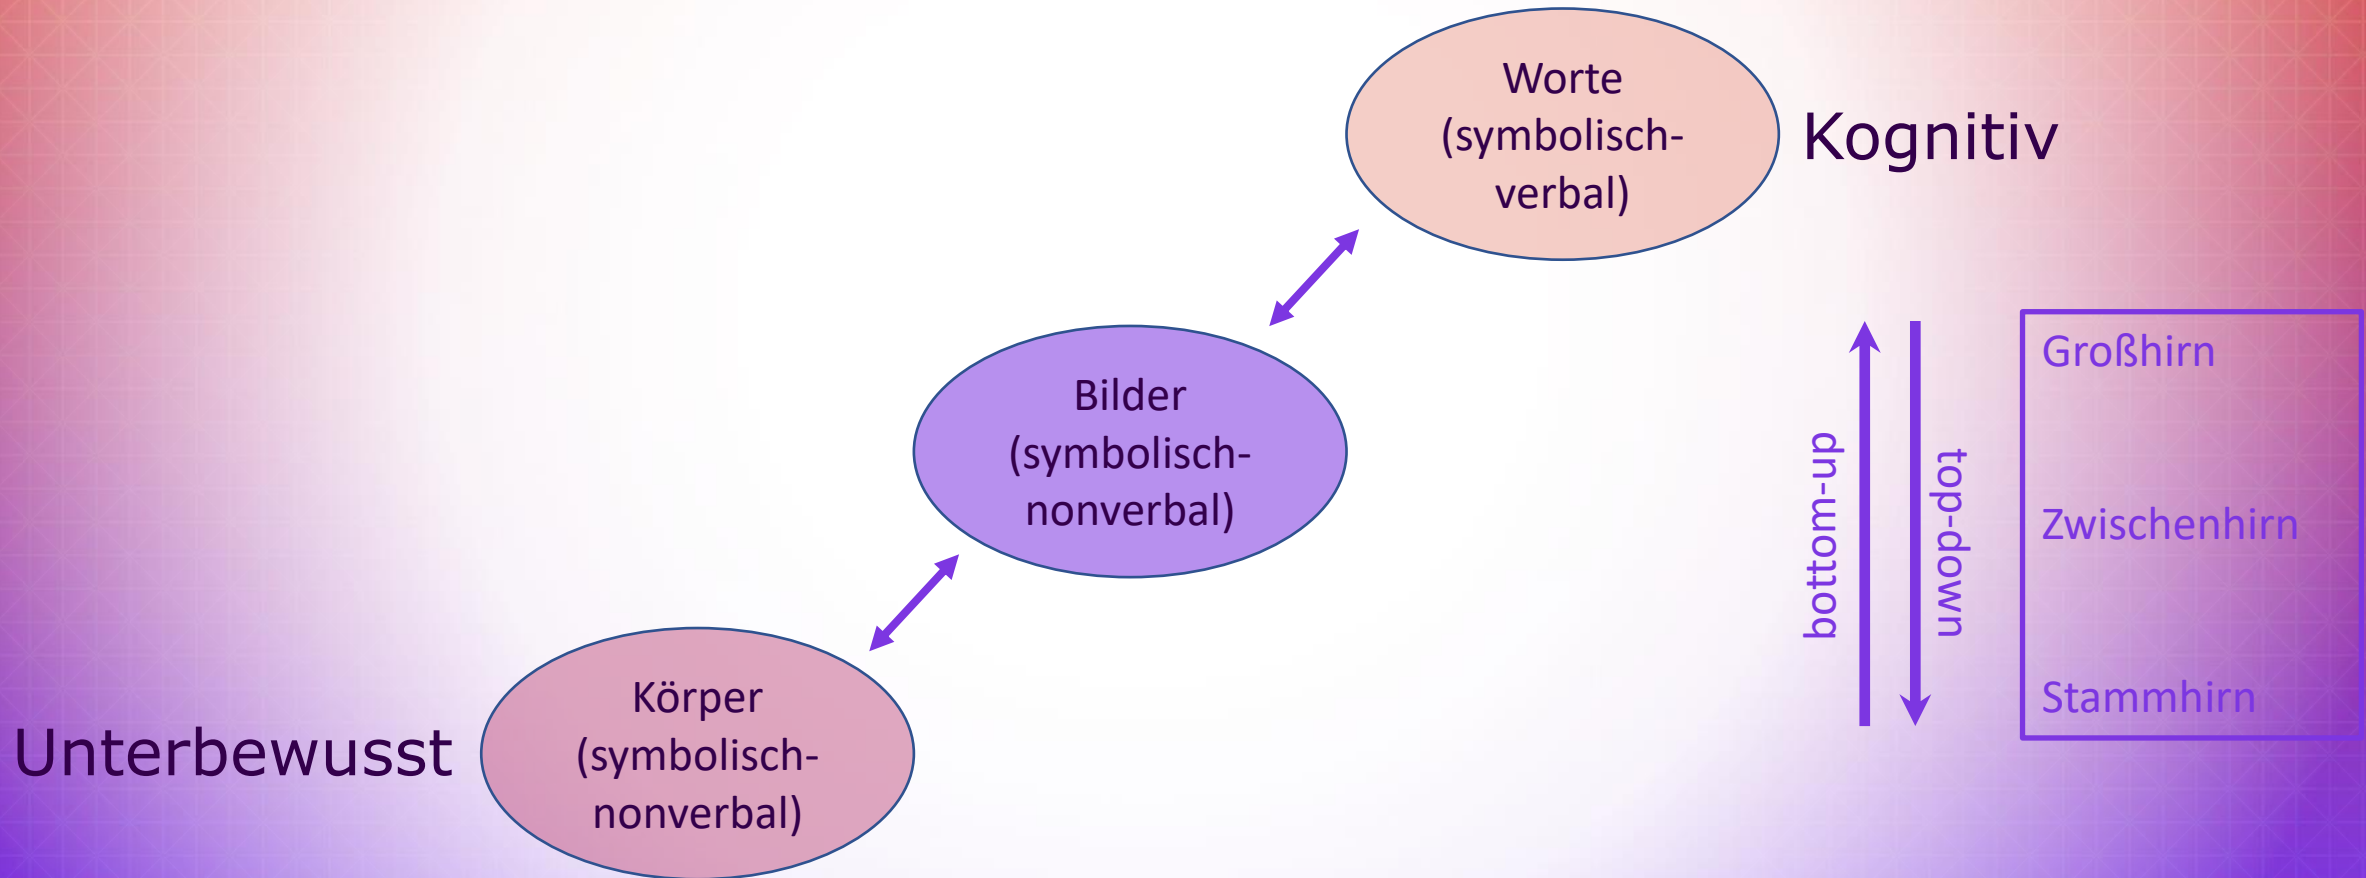 Worte
(symbolisch-
verbal)
Kognitiv
Bilder
(symbolisch-
nonverbal)
Körper
(symbolisch-
nonverbal)
Unterbewusst
bottom-up
top-down
Großhirn
Zwischenhirn
Stammhirn